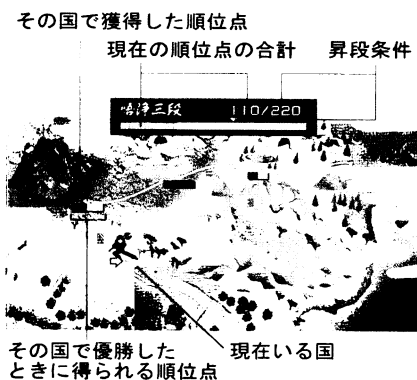 その国で獲得した順位点
現在の順位点の合計
昇段条件
悟浄三段 110/220
その国で優勝した
ときに得られる順位点
現在いる国